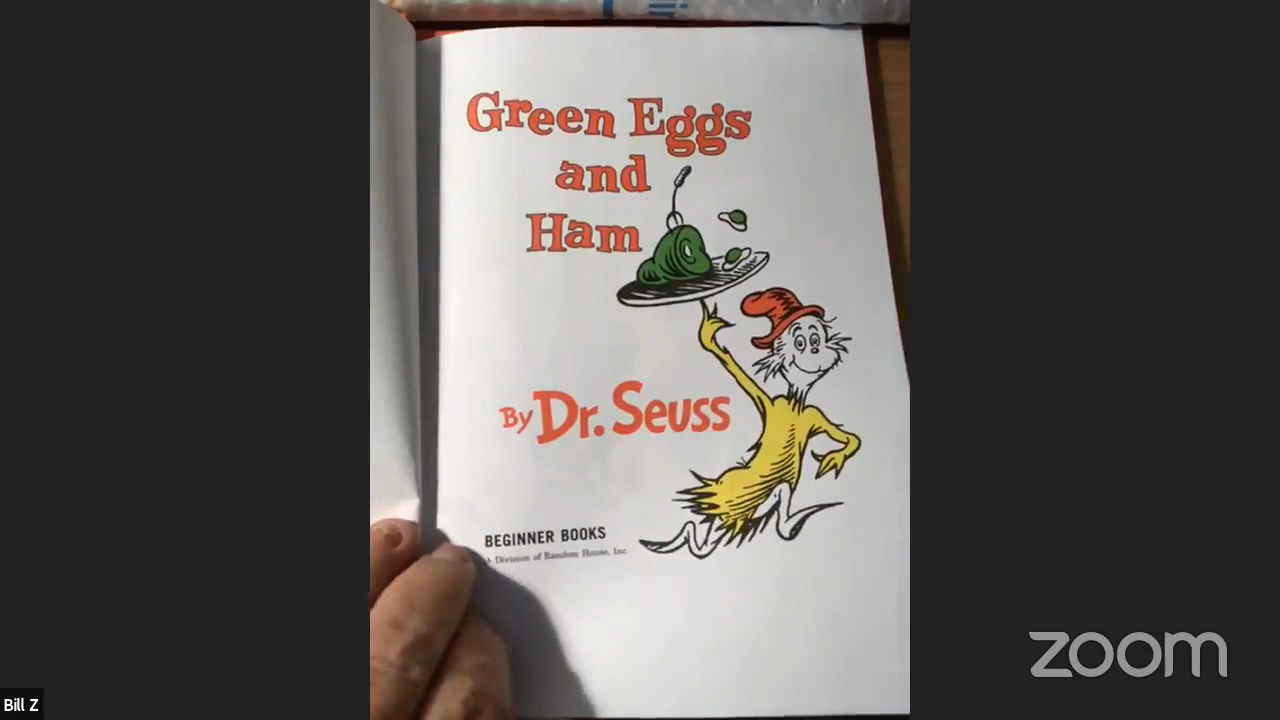 Green Eggs
and
Ham
By Dr. Seuss
BEGINNER BOOKS
Division of Random House, Inc.
Bill Z
zoom